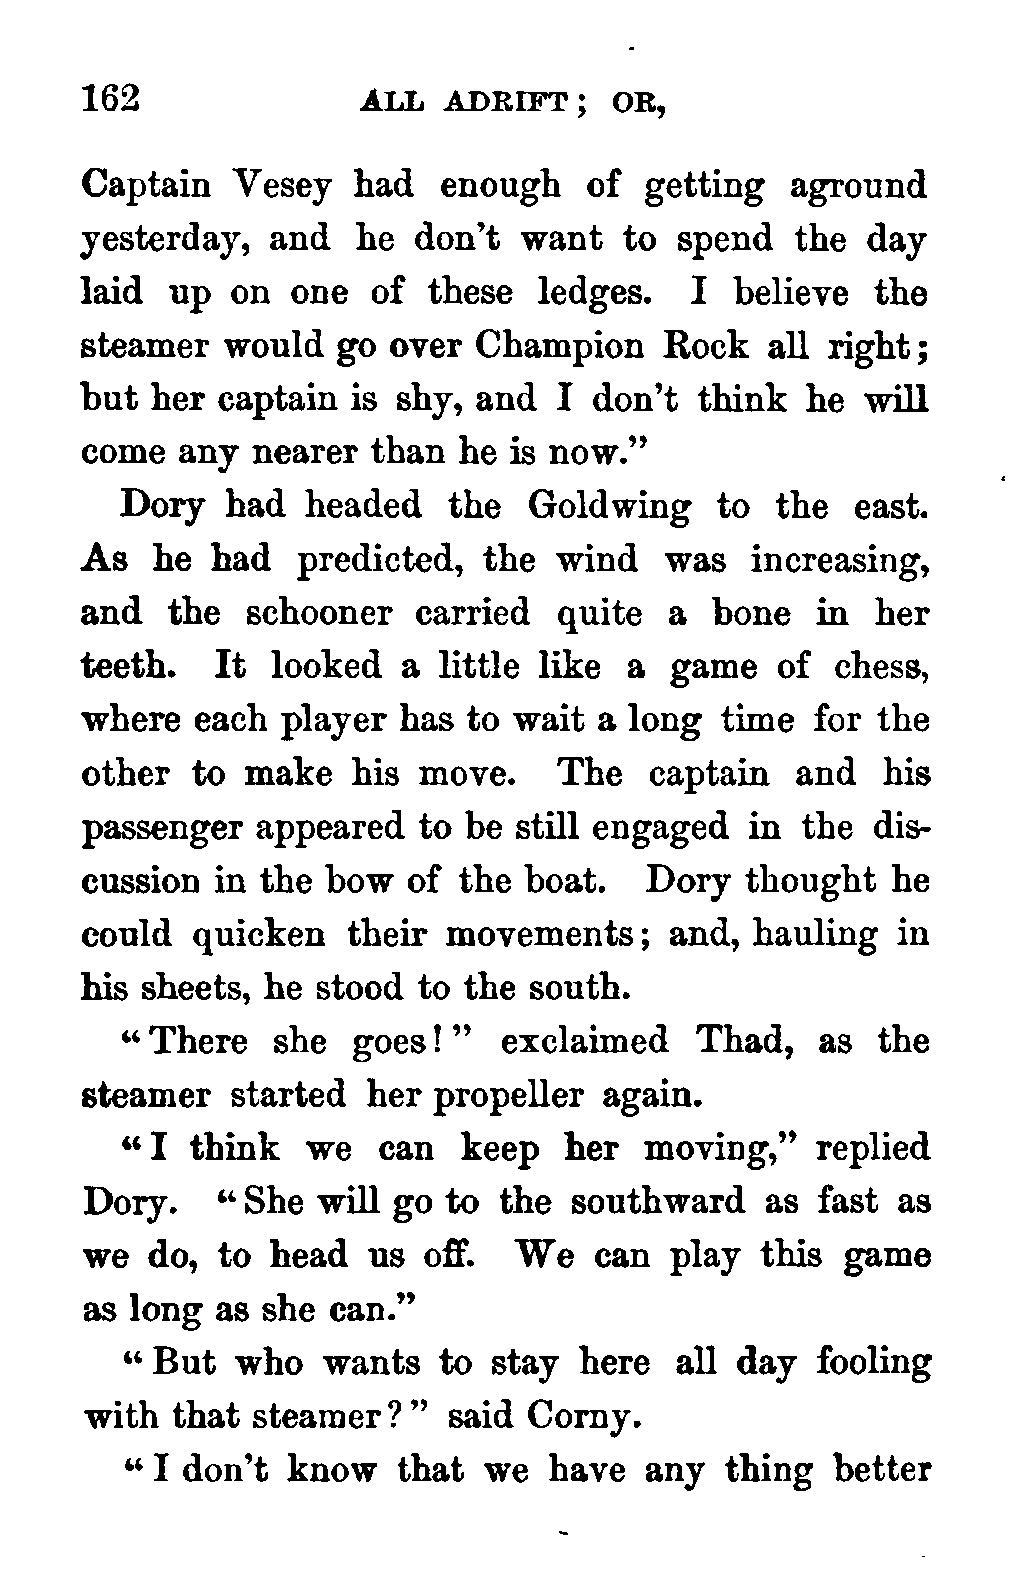 162 ALL ADRIFT; OR,
Captain Vesey had enough of getting aground
yesterday, and he don't want to spend the day
laid up on one of these ledges. I believe the
steamer would go over Champion Rock all right;
but her captain is shy, and I don't think he will
come any nearer than he is now."
Dory had headed the Goldwing to the east.
As he had predicted, the wind was increasing,
and the schooner carried quite a bone in her
teeth. It looked a little like a game of chess,
where each player has to wait a long time for the
other to make his move. The captain and his
passenger appeared to be still engaged in the dis-
cussion in the bow of the boat. Dory thought he
could quicken their movements; and, hauling in
his sheets, he stood to the south.
"There she goes!" exclaimed Thad, as the
steamer started her propeller again.
"I think we can keep her moving," replied
Dory. "She will go to the southward as fast as
we do, to head us off. We can play this game
as long as she can."
"But who wants to stay here all day fooling
with that steamer?" said Corny.
"I don't know that we have any thing better